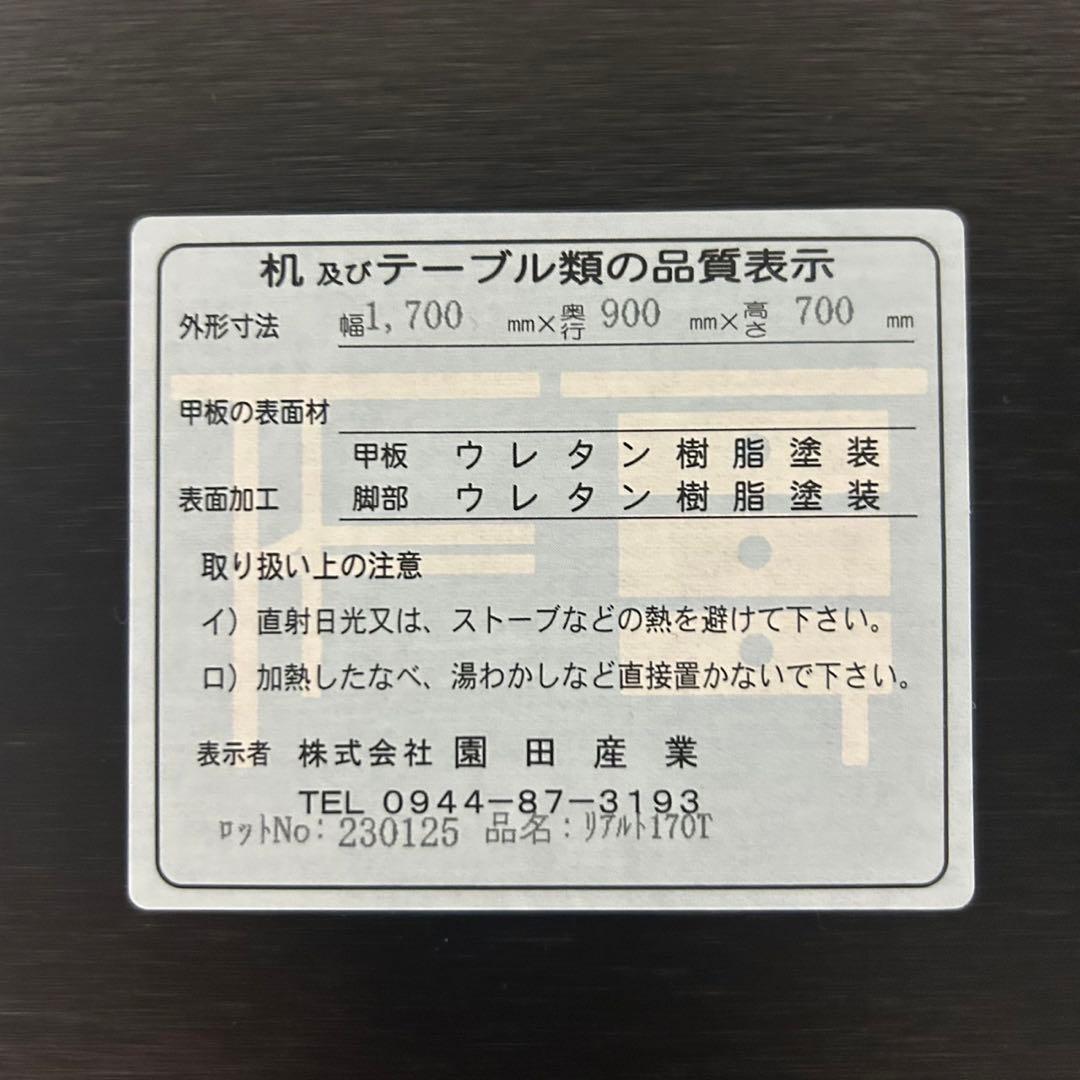 机 及び テーブル類の品質表示
外形寸法 幅1,700 mm×奥行 900 mm×高さ 700 mm
甲板の表面材
甲板 ウレタン樹脂塗装
表面加工 脚部 ウレタン樹脂塗装
取り扱い上の注意
イ）直射日光又は、ストーブなどの熱を避けて下さい。
ロ）加熱したなべ、湯わかしなど直接置かないで下さい。
表示者 株式会社 園田産業
TEL 0944-87-3193
ﾛｯﾄNo: 230125 品名：ﾘｱﾙﾄ170T